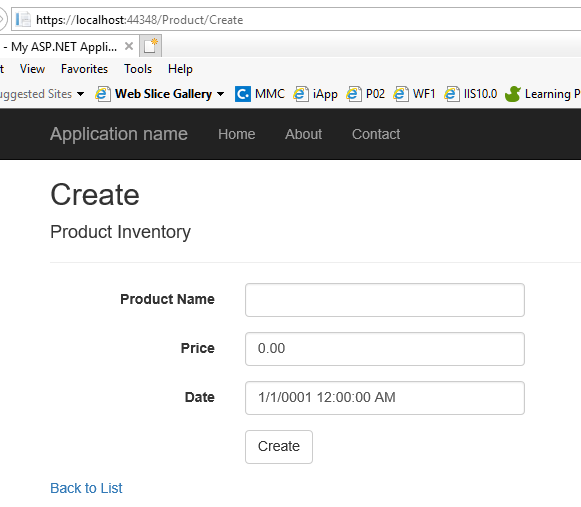 https://localhost:44348/Product/Create
- My ASP.NET Appli...
t View Favorites Tools Help
uggested Sites Web Slice Gallery MMC iApp P02 WF1 IIS10.0 Learning P
Application name Home About Contact
Create
Product Inventory
Product Name
Price 0.00
Date 1/1/0001 12:00:00 AM
Create
Back to List